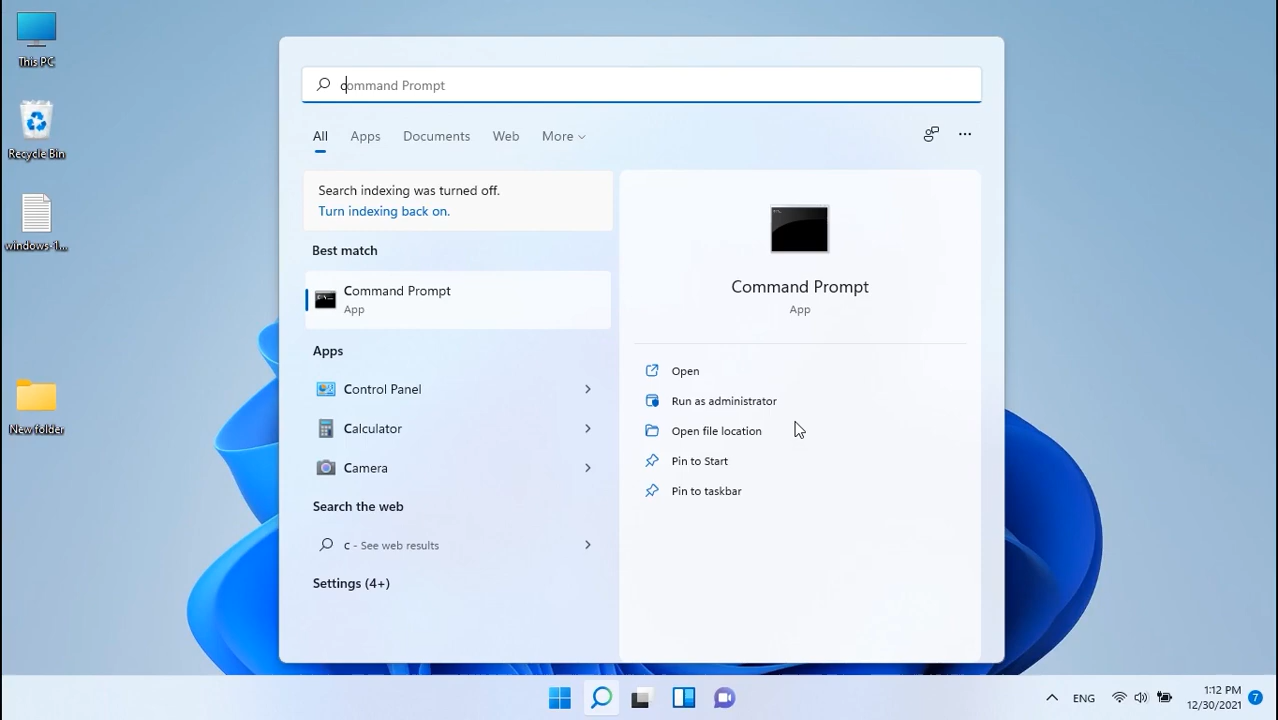 This PC
Recycle Bin
windows-1l...
New folder
command Prompt
All Apps Documents Web More
Search indexing was turned off.
Turn indexing back on.
Best match
Command Prompt
App
Apps
Control Panel
Calculator
Camera
Search the web
c - See web results
Settings (4+)
Command Prompt
App
Open
Run as administrator
Open file location
Pin to Start
Pin to taskbar
ENG
1:12 PM
12/30/2021
7